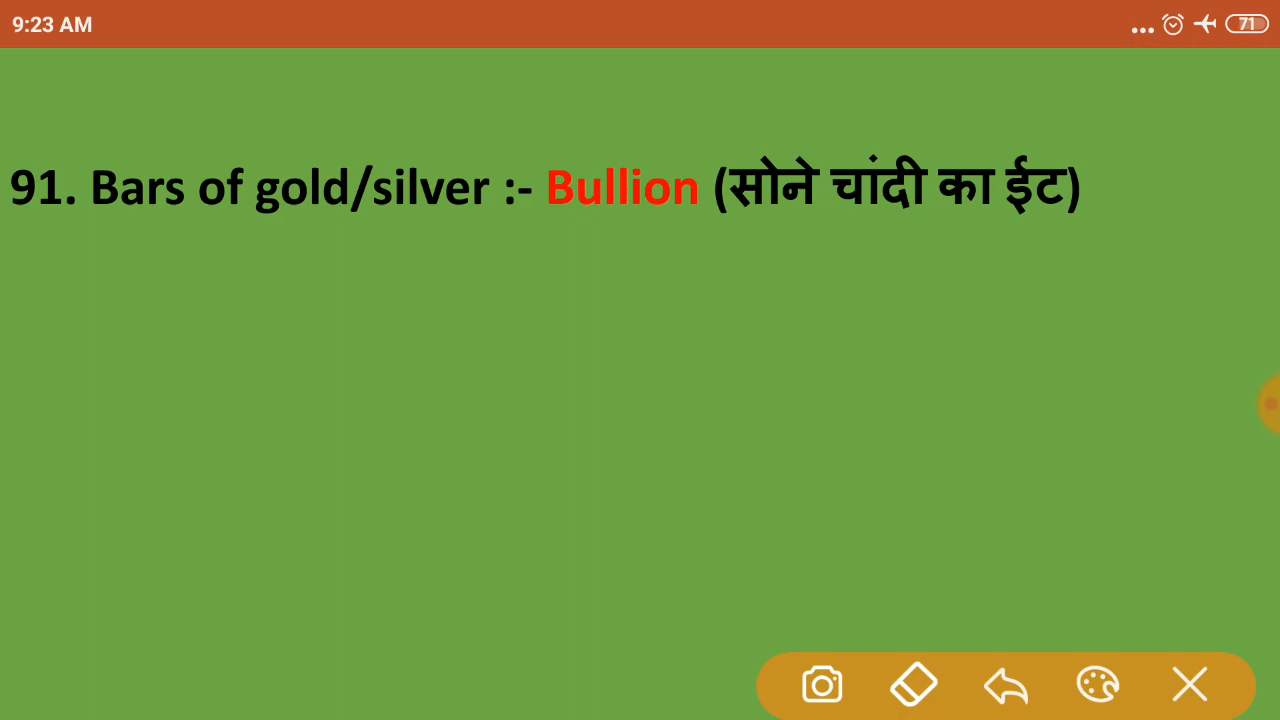 9:23 AM
71
91. Bars of gold/silver :- Bullion (सोने चांदी का ईट)